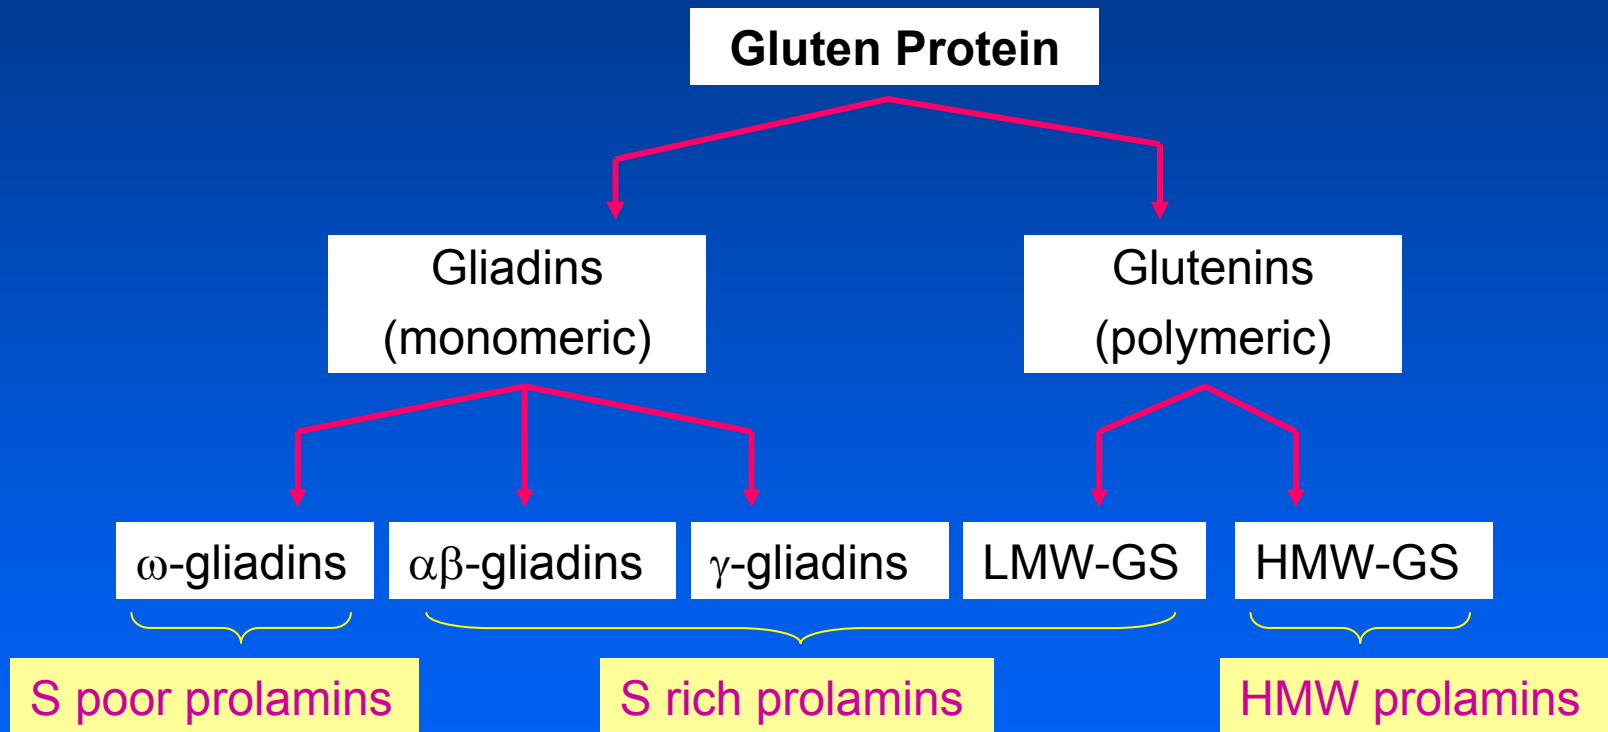 Gluten Protein
Gliadins
(monomeric)
Glutenins
(polymeric)
ω-gliadins
αβ-gliadins
γ-gliadins
LMW-GS
HMW-GS
S poor prolamins
S rich prolamins
HMW prolamins